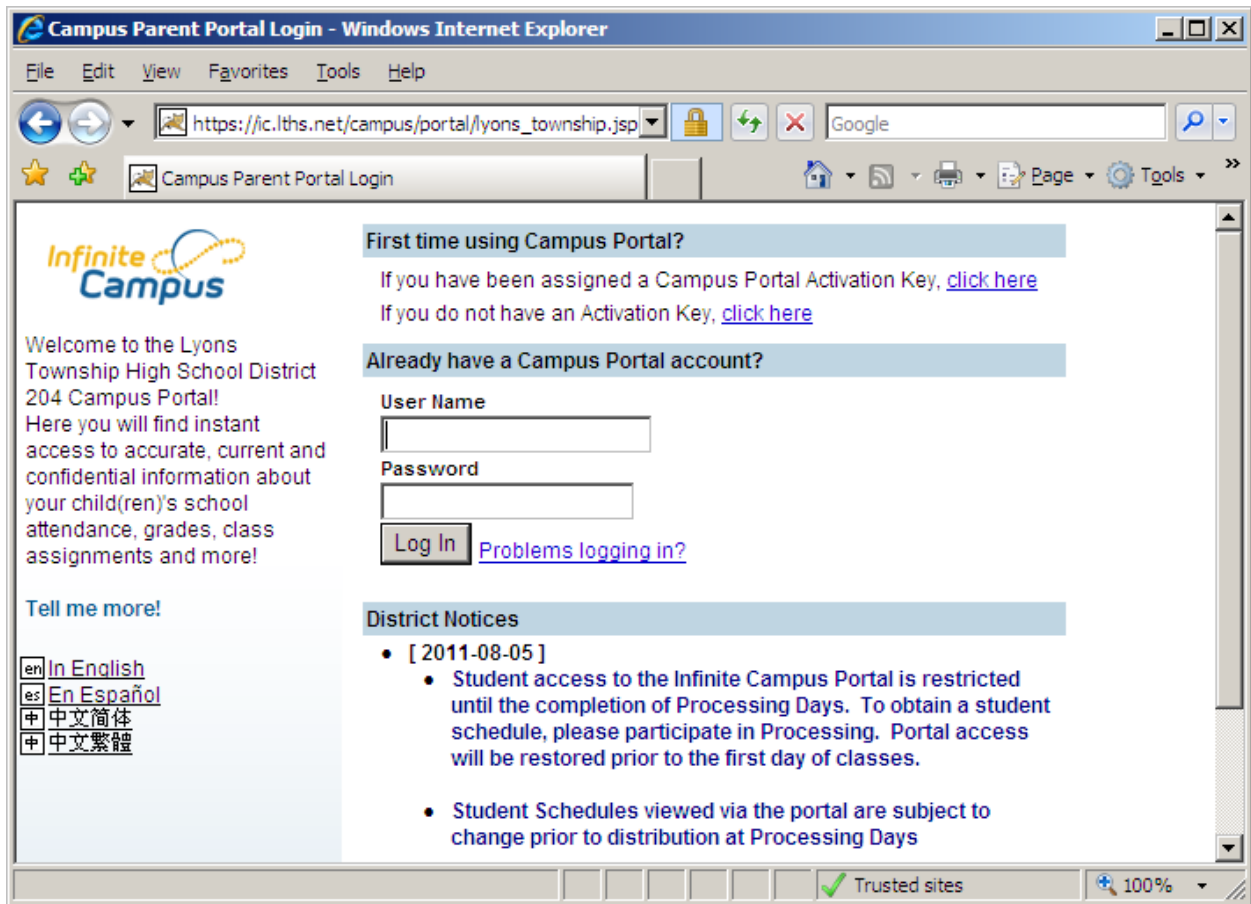 Campus Parent Portal Login - Windows Internet Explorer
File Edit View Favorites Tools Help
https://ic.lths.net/campus/portal/lyons_township.jsp
Google
Campus Parent Portal Login
Page Tools »
Infinite
Campus
Welcome to the Lyons
Township High School District
204 Campus Portal!
Here you will find instant
access to accurate, current and
confidential information about
your child(ren)'s school
attendance, grades, class
assignments and more!
Tell me more!
en In English
es En Español
中 中文简体
中 中文繁體
First time using Campus Portal?
If you have been assigned a Campus Portal Activation Key, click here
If you do not have an Activation Key, click here
Already have a Campus Portal account?
User Name
Password
Log In Problems logging in?
District Notices
• [ 2011-08-05 ]
• Student access to the Infinite Campus Portal is restricted
until the completion of Processing Days. To obtain a student
schedule, please participate in Processing. Portal access
will be restored prior to the first day of classes.
• Student Schedules viewed via the portal are subject to
change prior to distribution at Processing Days
Trusted sites
100%